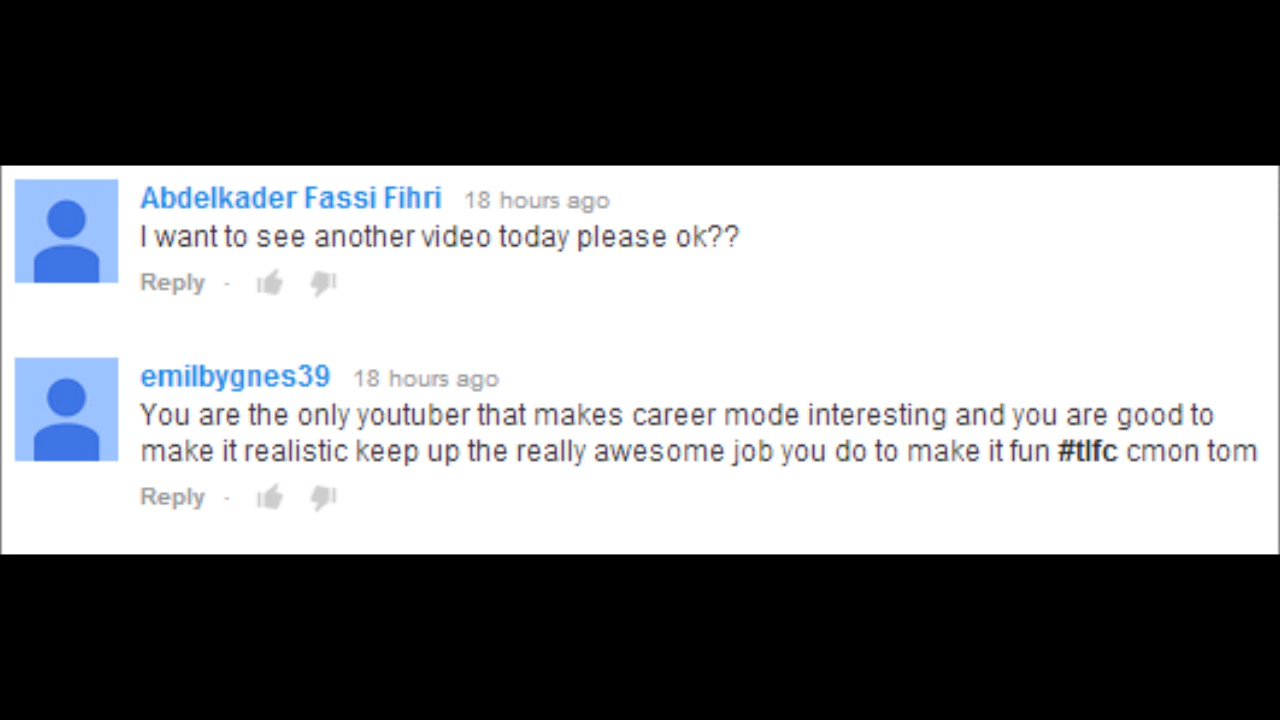 Abdelkader Fassi Fihri 18 hours ago
I want to see another video today please ok??
Reply -
emilbygnes39 18 hours ago
You are the only youtuber that makes career mode interesting and you are good to
make it realistic keep up the really awesome job you do to make it fun #tlfc cmon tom
Reply -